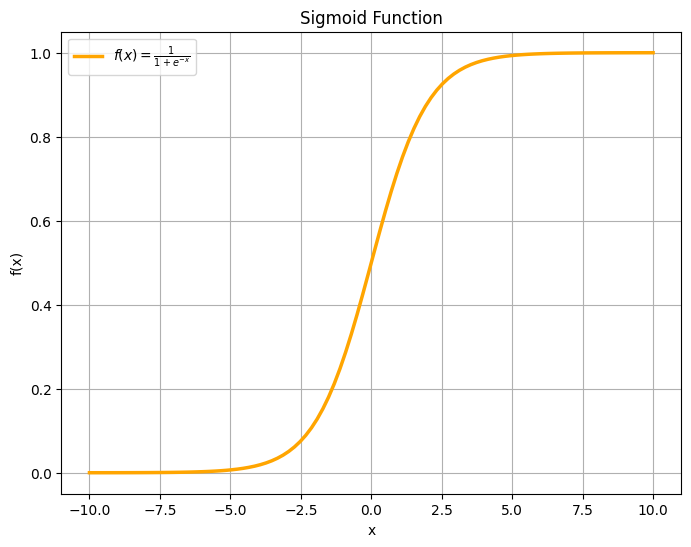 Sigmoid Function
f(x) = \frac{1}{1+e^{-x}}
1.0
0.8
0.6
0.4
0.2
0.0
f(x)
−10.0 −7.5 −5.0 −2.5 0.0 2.5 5.0 7.5 10.0
x